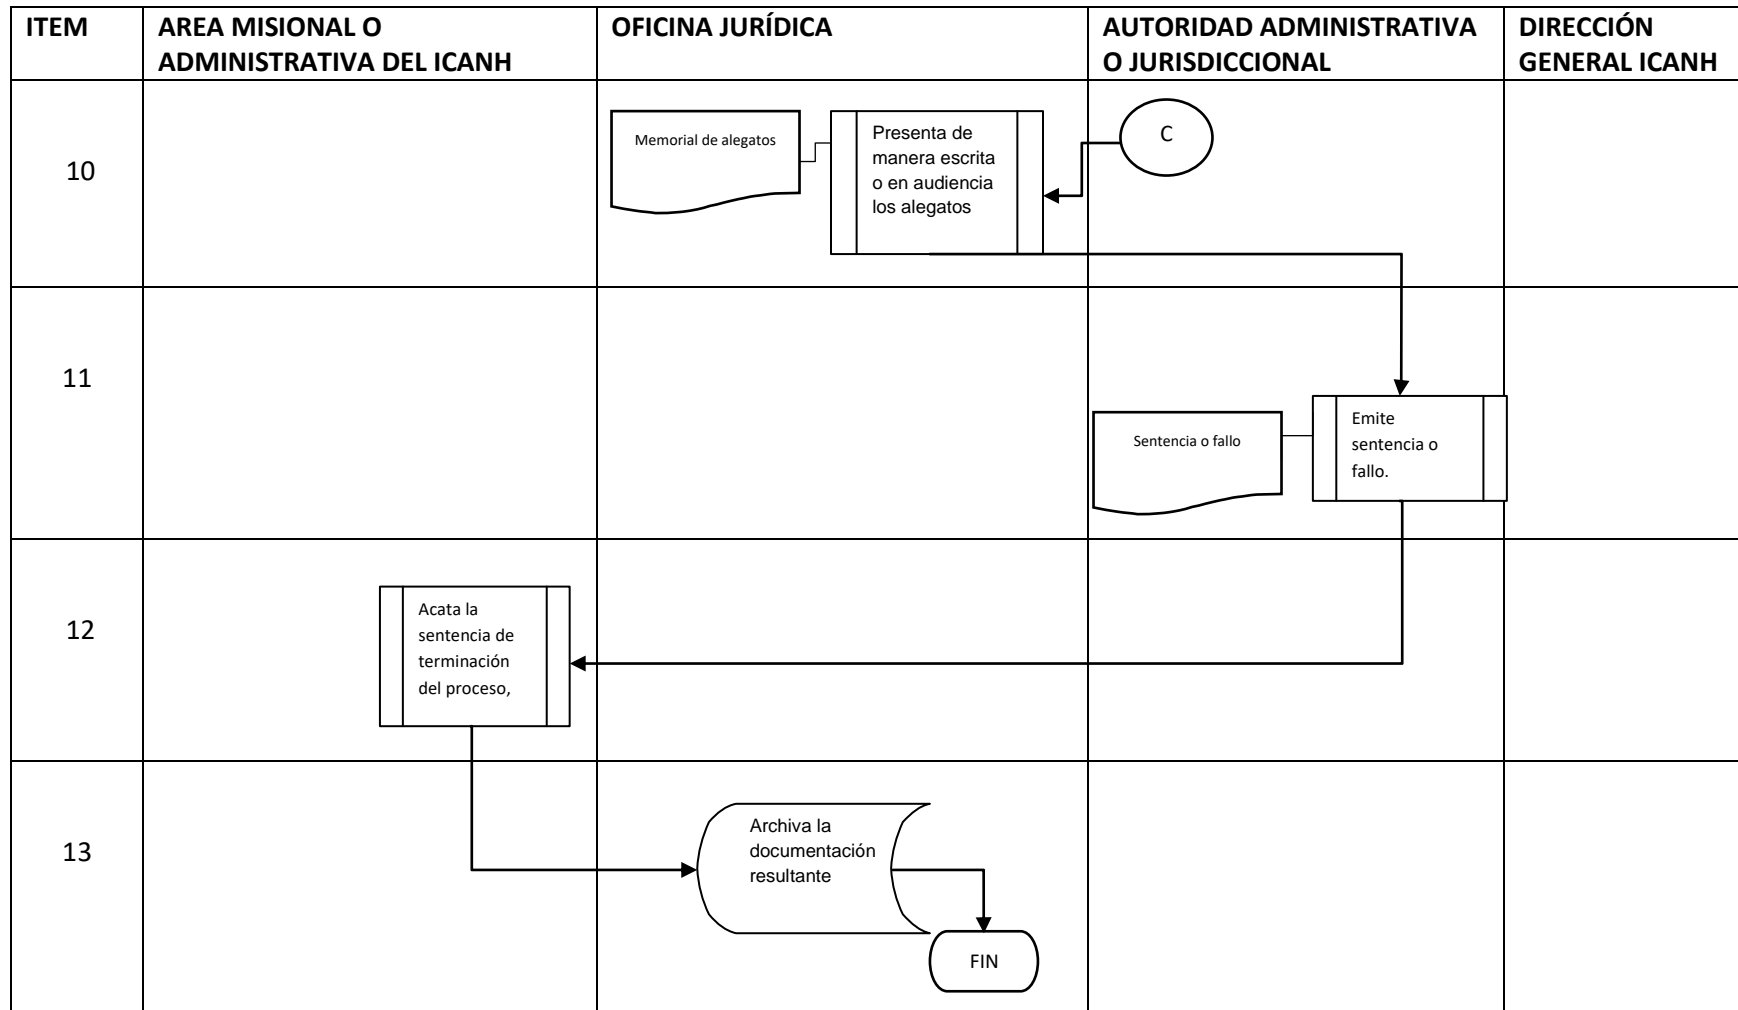 ITEM
AREA MISIONAL O
ADMINISTRATIVA DEL ICANH
OFICINA JURÍDICA
AUTORIDAD ADMINISTRATIVA
O JURISDICCIONAL
DIRECCIÓN
GENERAL ICANH
10
Memorial de alegatos
Presenta de
manera escrita
o en audiencia
los alegatos
C
11
Sentencia o fallo
Emite
sentencia o
fallo.
12
Acata la
sentencia de
terminación
del proceso,
13
Archiva la
documentación
resultante
FIN